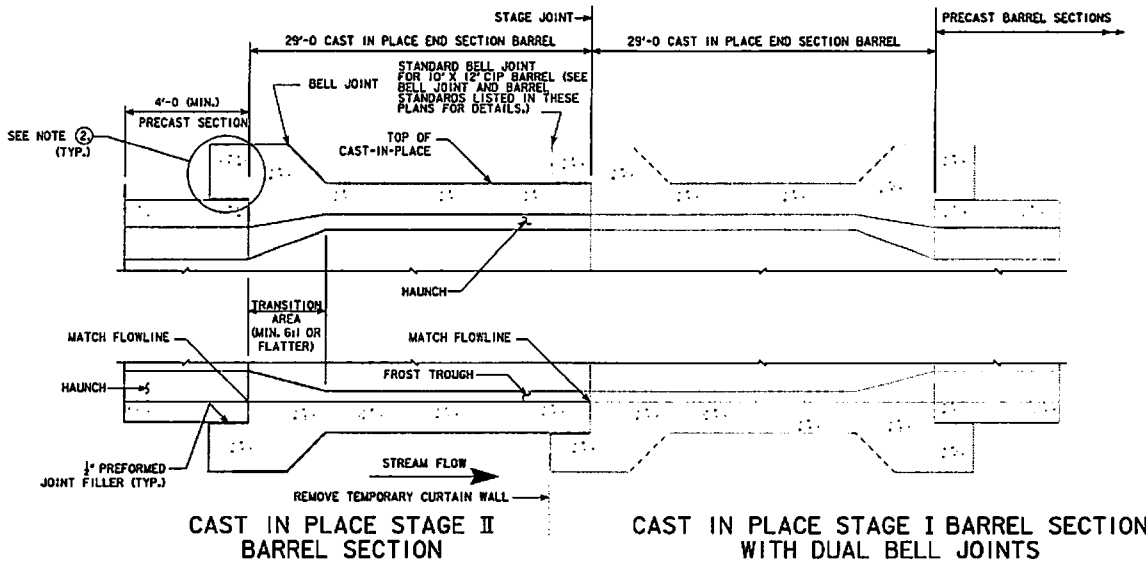 STAGE JOINT
PRECAST BARREL SECTIONS
29'-0 CAST IN PLACE END SECTION BARREL
29'-0 CAST IN PLACE END SECTION BARREL
STANDARD BELL JOINT
FOR 10' X 12' CIP BARREL (SEE
BELL JOINT AND BARREL
STANDARDS LISTED IN THESE
PLANS FOR DETAILS.)
BELL JOINT
4'-0 (MIN.)
PRECAST SECTION
SEE NOTE 2.
(TYP.)
TOP OF
CAST-IN-PLACE
HAUNCH
TRANSITION
AREA
(MIN. 6:1 OR
FLATTER)
MATCH FLOWLINE
MATCH FLOWLINE
HAUNCH
FROST TROUGH
½" PREFORMED
JOINT FILLER (TYP.)
STREAM FLOW
REMOVE TEMPORARY CURTAIN WALL
CAST IN PLACE STAGE II
BARREL SECTION
CAST IN PLACE STAGE I BARREL SECTION
WITH DUAL BELL JOINTS